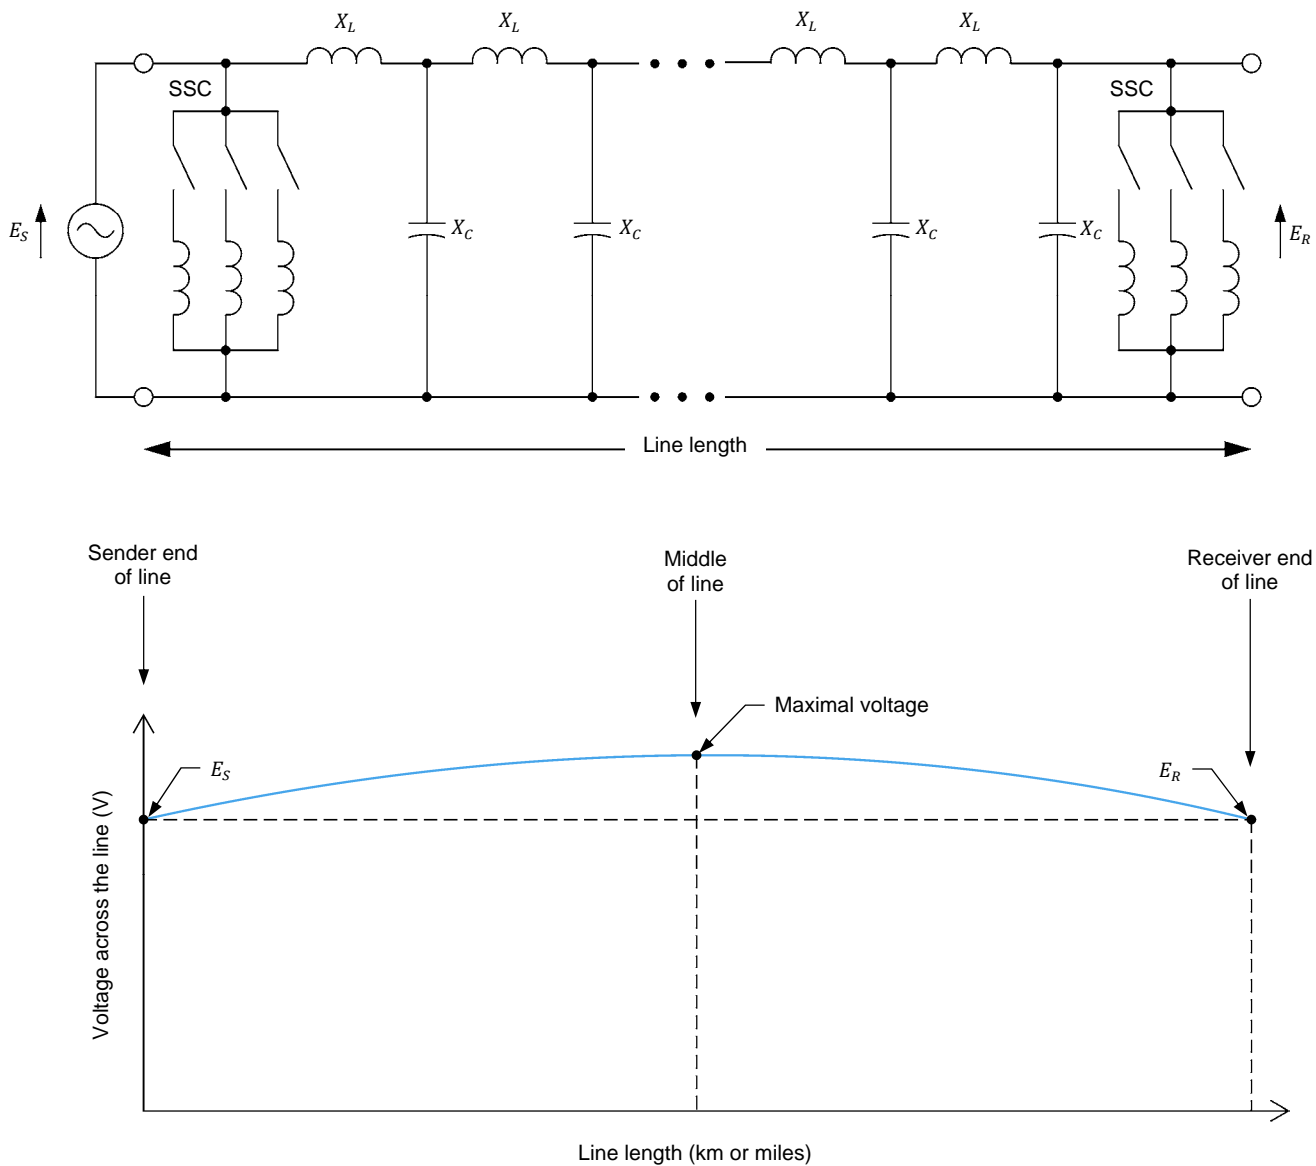 X_L X_L X_L X_L
SSC SSC
E_S X_C X_C X_C X_C E_R
Line length
Sender end
of line
Middle
of line
Receiver end
of line
Maximal voltage
E_S E_R
Voltage across the line (V)
Line length (km or miles)